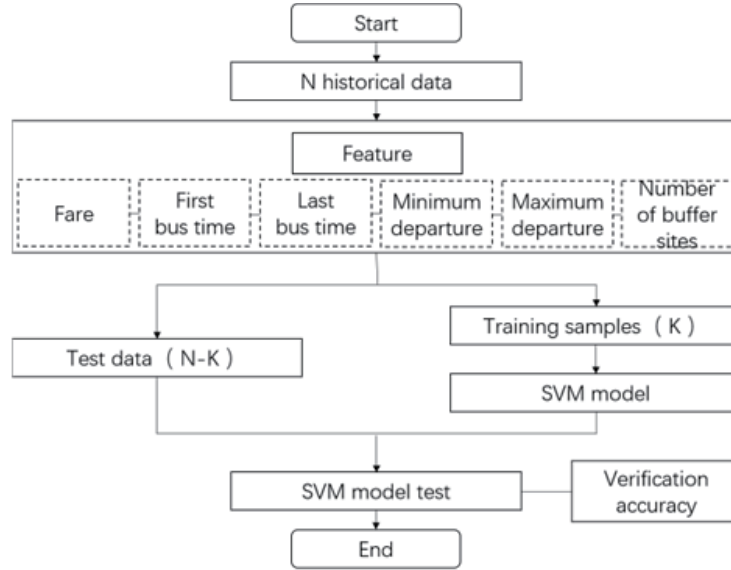 Start
N historical data
Feature
Fare
First
bus time
Last
bus time
Minimum
departure
Maximum
departure
Number
of buffer
sites
Test data（N-K）
Training samples（K）
SVM model
SVM model test
Verification
accuracy
End